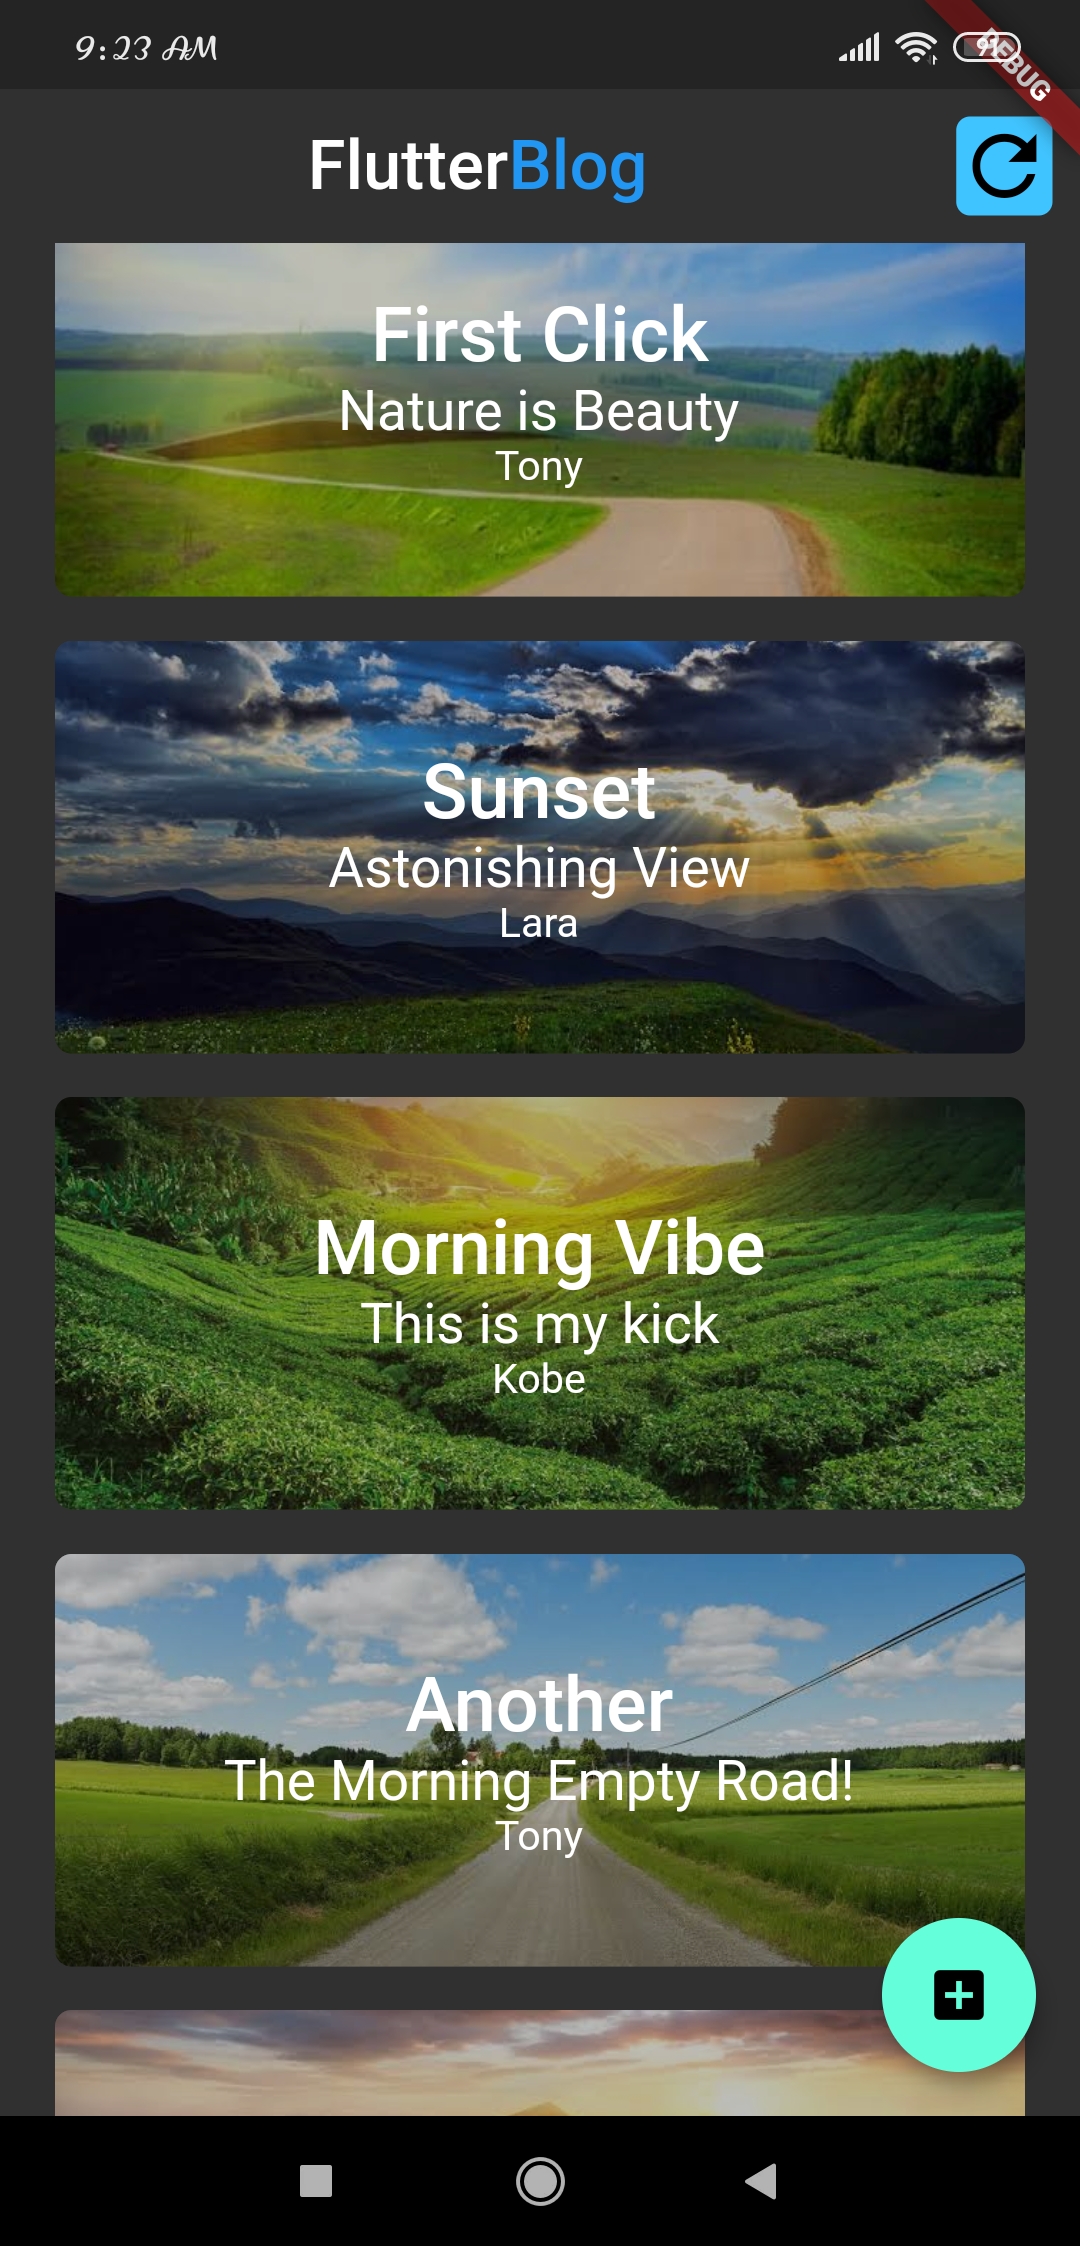 9:23 AM
91
DEBUG
FlutterBlog
First Click
Nature is Beauty
Tony
Sunset
Astonishing View
Lara
Morning Vibe
This is my kick
Kobe
Another
The Morning Empty Road!
Tony